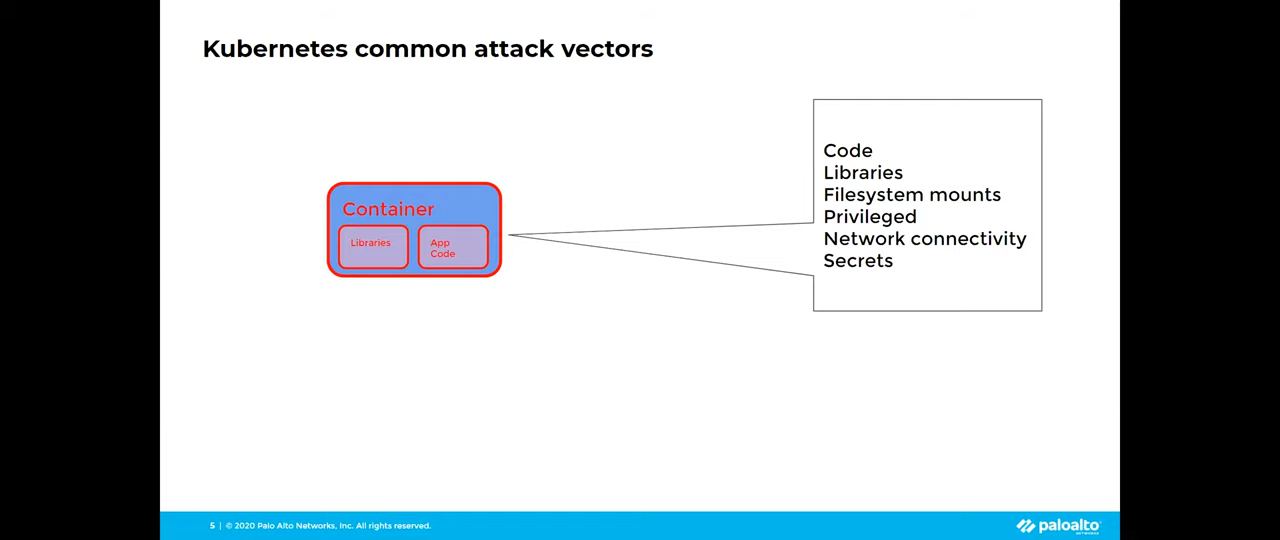 Kubernetes common attack vectors
Container
Libraries
App
Code
Code
Libraries
Filesystem mounts
Privileged
Network connectivity
Secrets
5 | © 2020 Palo Alto Networks, Inc. All rights reserved.
paloalto
NETWORKS